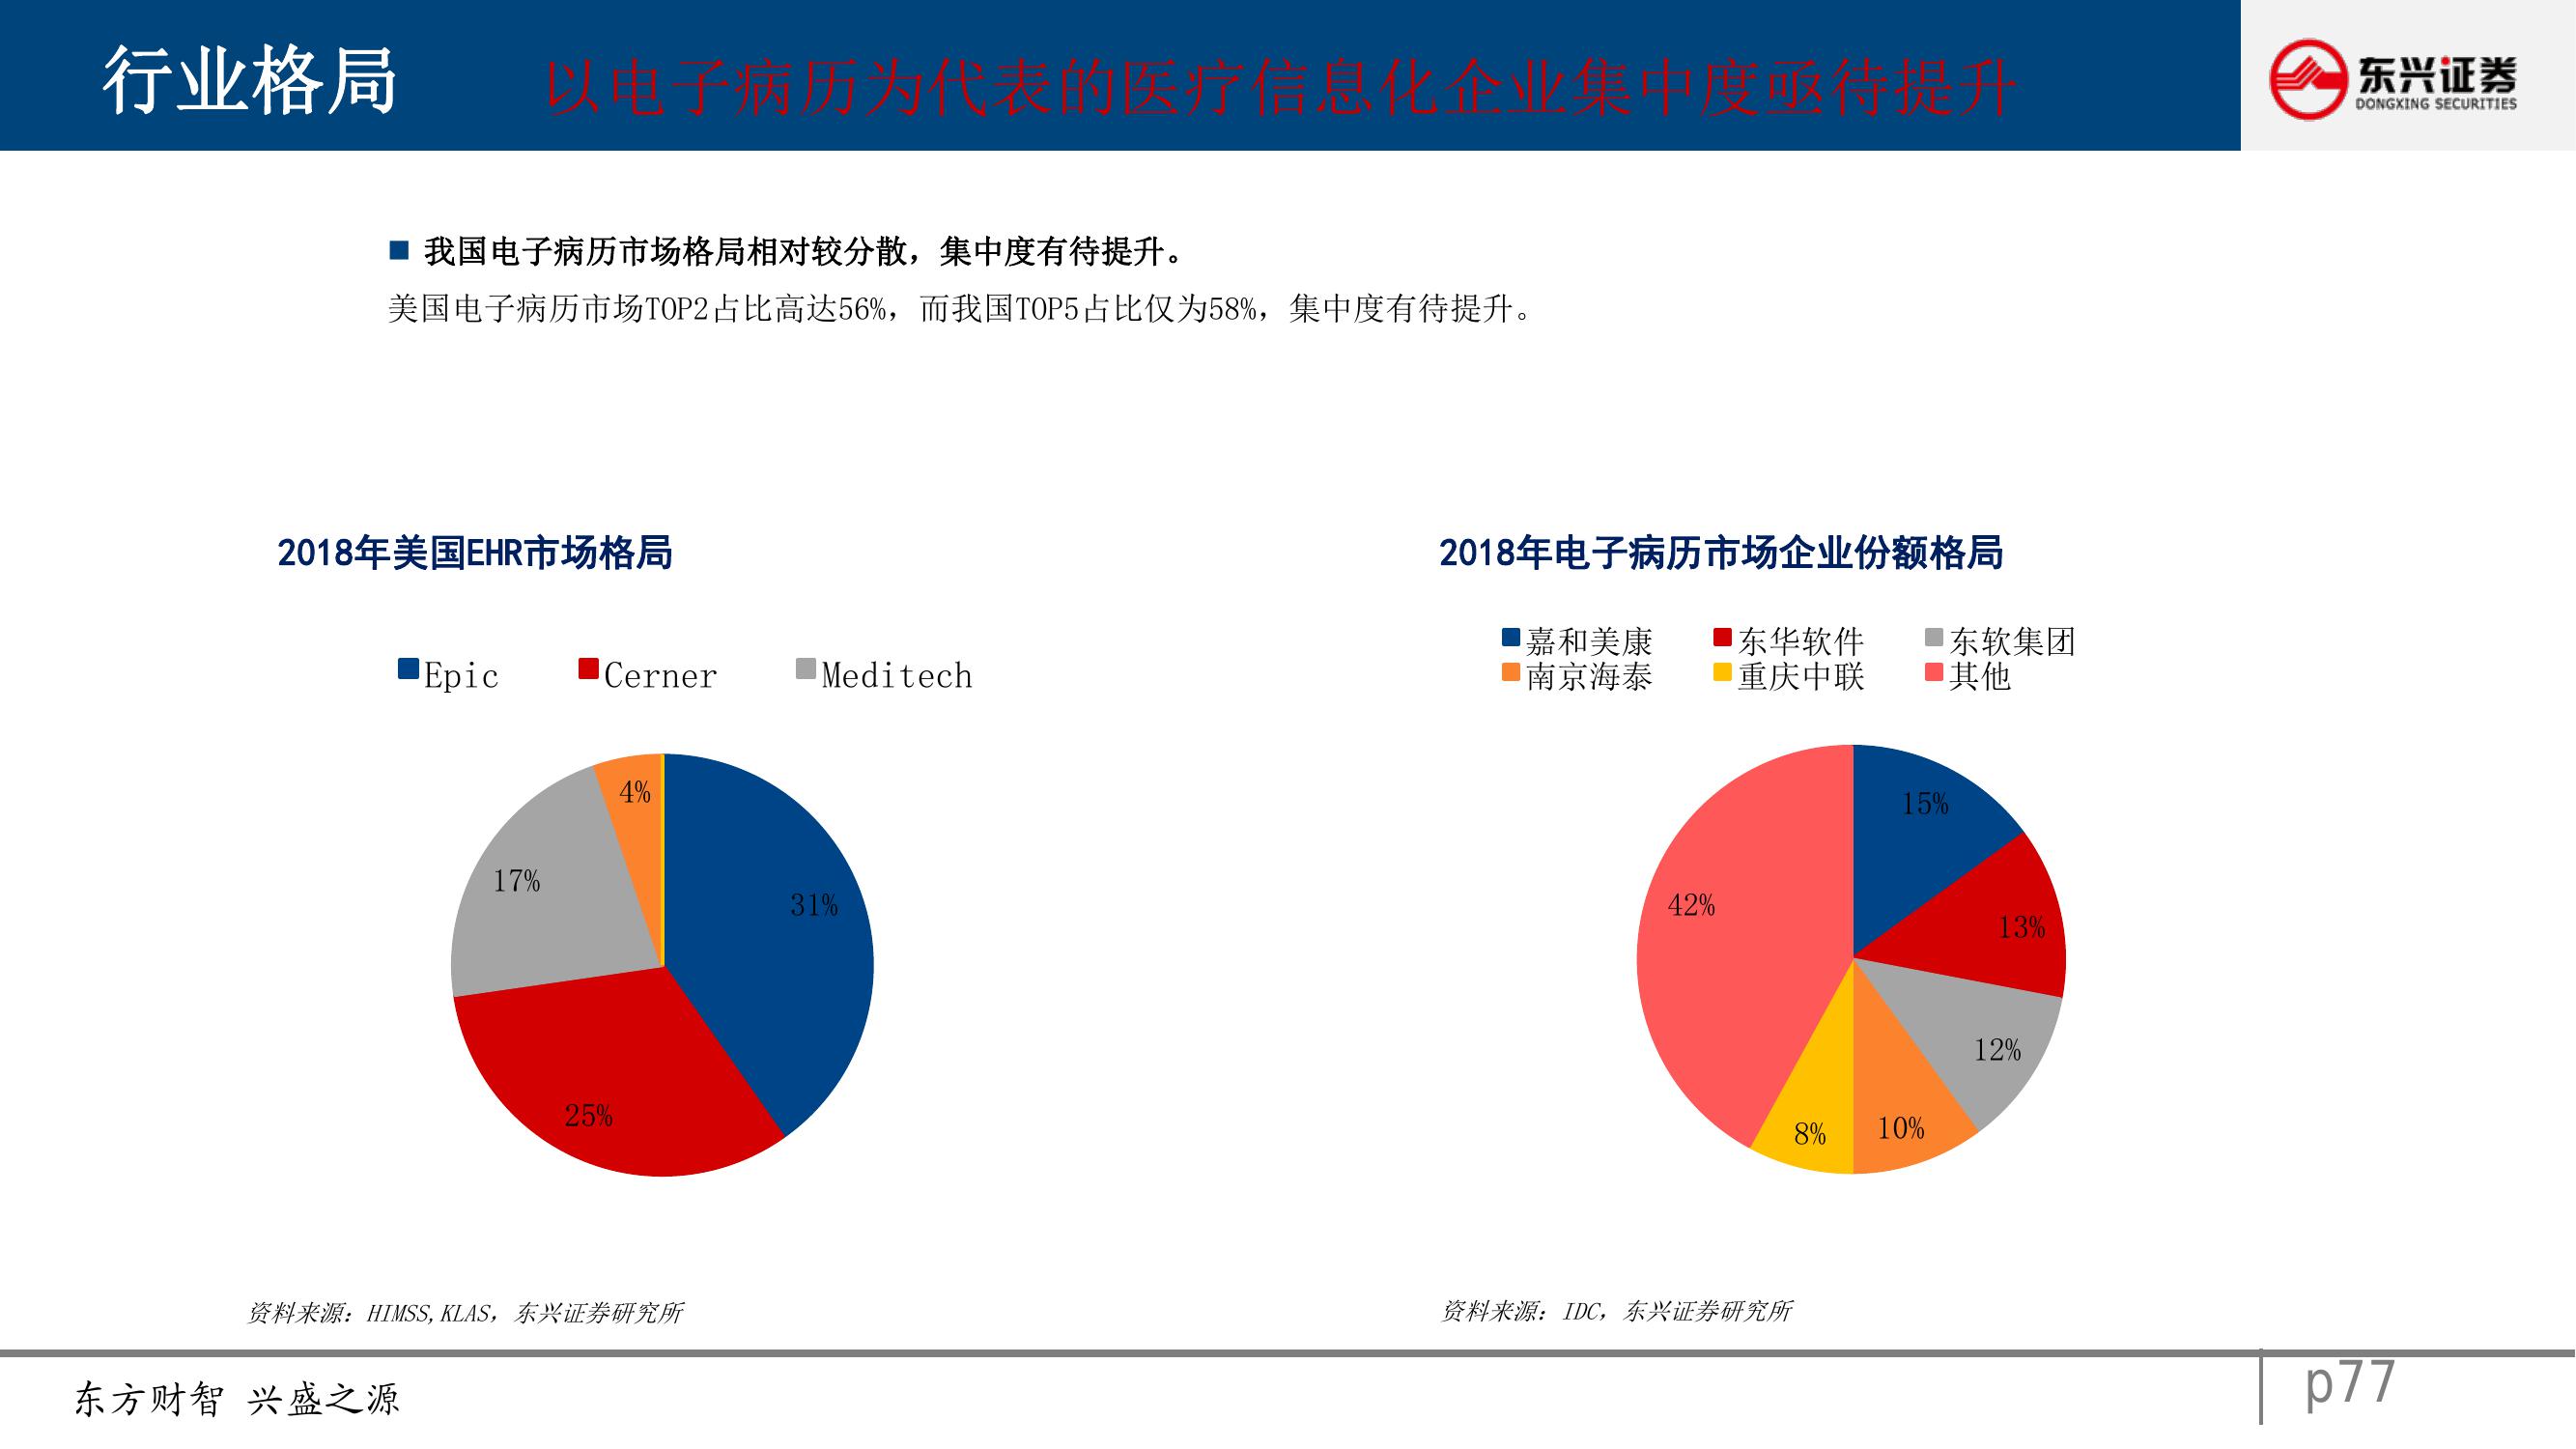 行业格局
以电子病历为代表的医疗信息化企业集中度亟待提升
东兴证券
DONGXING SECURITIES
我国电子病历市场格局相对较分散，集中度有待提升。
美国电子病历市场TOP2占比高达56%，而我国TOP5占比仅为58%，集中度有待提升。
2018年美国EHR市场格局
Epic Cerner Meditech
4%
17%
31%
25%
资料来源：HIMSS,KLAS，东兴证券研究所
2018年电子病历市场企业份额格局
嘉和美康 东华软件 东软集团
南京海泰 重庆中联 其他
15%
42%
13%
12%
8%
10%
资料来源：IDC，东兴证券研究所
东方财智 兴盛之源
p77